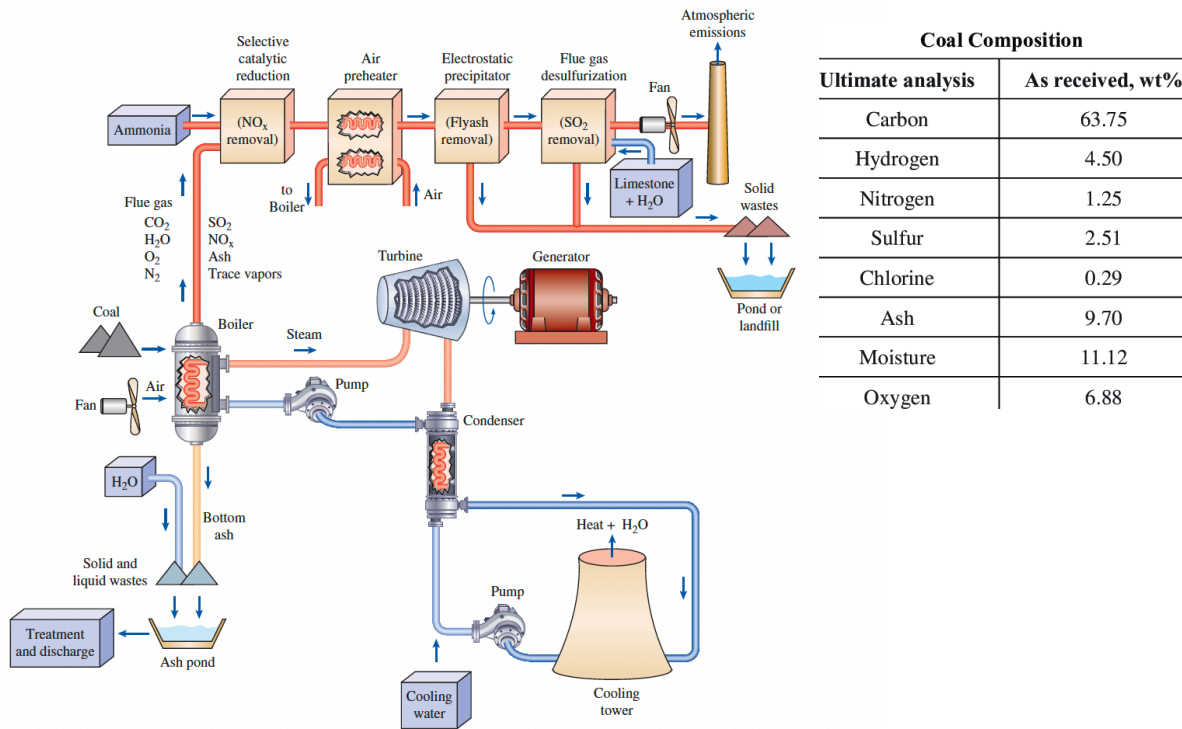 Atmospheric
emissions
Selective
catalytic
reduction
Air
preheater
Electrostatic
precipitator
Flue gas
desulfurization
Fan
Ammonia
(NOx
removal)
(Flyash
removal)
(SO2
removal)
to
Boiler
Air
Limestone
+ H2O
Solid
wastes
Flue gas
CO2 SO2
H2O NOx
O2 Ash
N2 Trace vapors
Turbine
Generator
Pond or
landfill
Coal
Boiler
Steam
Air
Fan
Pump
Condenser
H2O
Bottom
ash
Heat + H2O
Solid and
liquid wastes
Pump
Treatment
and discharge
Ash pond
Cooling
water
Cooling
tower
Coal Composition
Ultimate analysis As received, wt%
Carbon 63.75
Hydrogen 4.50
Nitrogen 1.25
Sulfur 2.51
Chlorine 0.29
Ash 9.70
Moisture 11.12
Oxygen 6.88